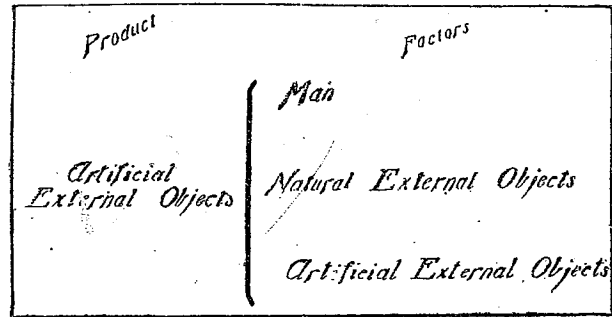 Product
Factors
Man
Artificial
External Objects
Natural External Objects
Artificial External Objects